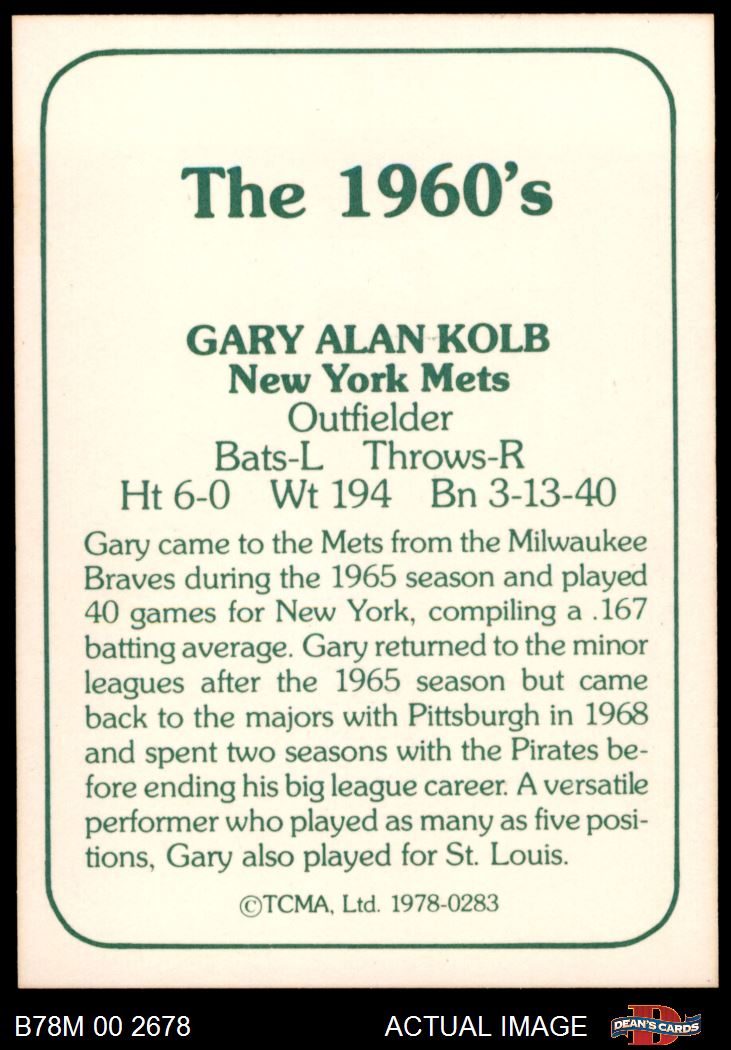 The 1960's
GARY ALAN KOLB
New York Mets
Outfielder
Bats-L Throws-R
Ht 6-0 Wt 194 Bn 3-13-40
Gary came to the Mets from the Milwaukee
Braves during the 1965 season and played
40 games for New York, compiling a .167
batting average. Gary returned to the minor
leagues after the 1965 season but came
back to the majors with Pittsburgh in 1968
and spent two seasons with the Pirates be-
fore ending his big league career. A versatile
performer who played as many as five posi-
tions, Gary also played for St. Louis.
©TCMA, Ltd. 1978-0283
B78M 00 2678 ACTUAL IMAGE D DEAN'S CARDS